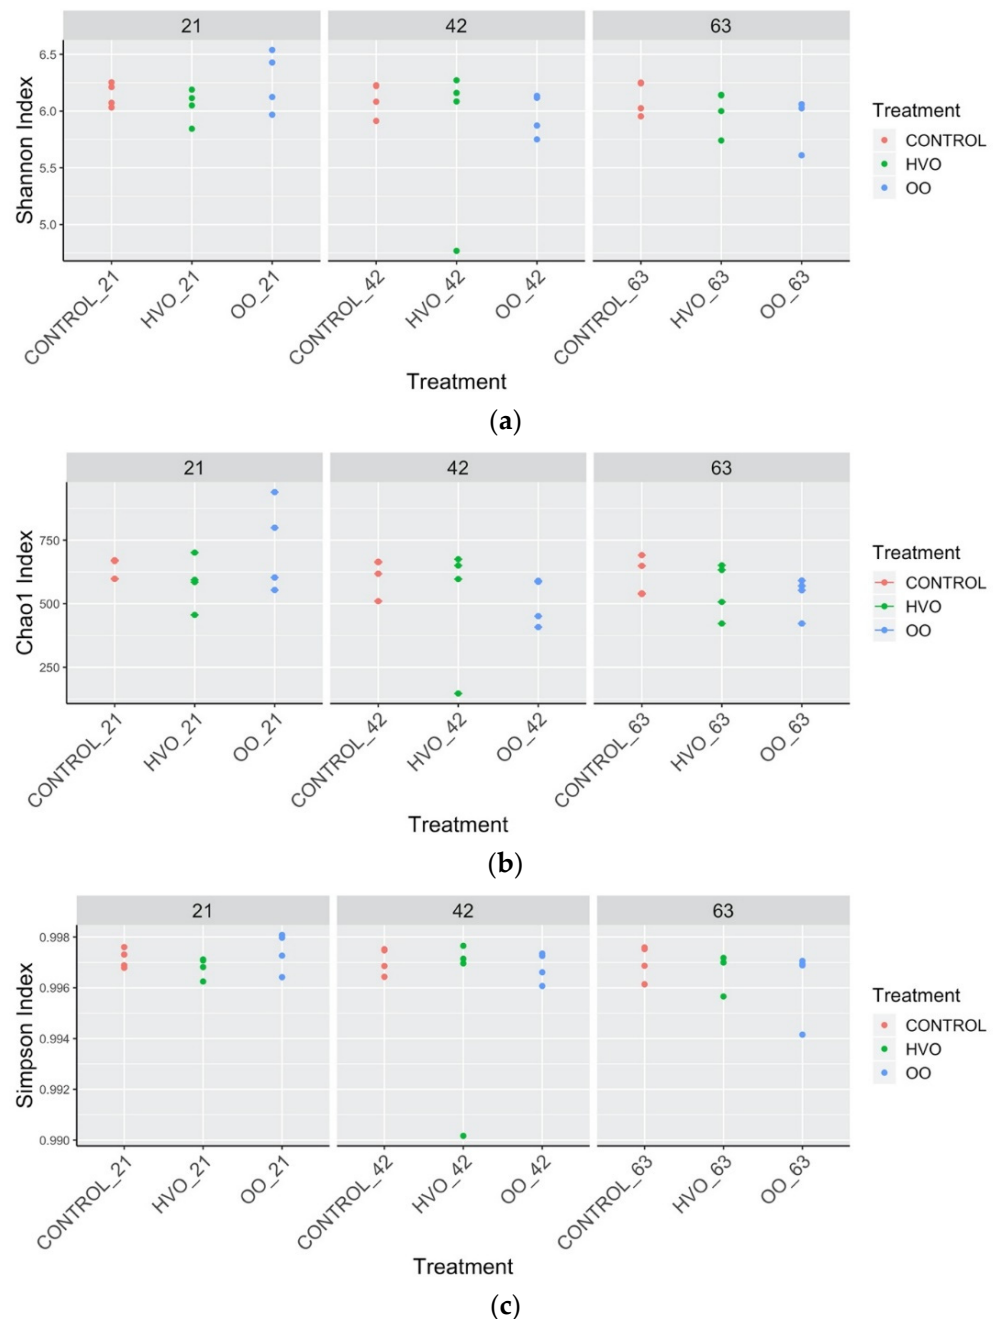 21 42 63
Shannon Index
6.5
6.0
5.5
5.0
CONTROL_21 HVO_21 OO_21 CONTROL_42 HVO_42 OO_42 CONTROL_63 HVO_63 OO_63
Treatment
Treatment
CONTROL
HVO
OO
(a)
21 42 63
Chao1 Index
750
500
250
CONTROL_21 HVO_21 OO_21 CONTROL_42 HVO_42 OO_42 CONTROL_63 HVO_63 OO_63
Treatment
Treatment
CONTROL
HVO
OO
(b)
21 42 63
Simpson Index
0.998
0.996
0.994
0.992
0.990
CONTROL_21 HVO_21 OO_21 CONTROL_42 HVO_42 OO_42 CONTROL_63 HVO_63 OO_63
Treatment
Treatment
CONTROL
HVO
OO
(c)